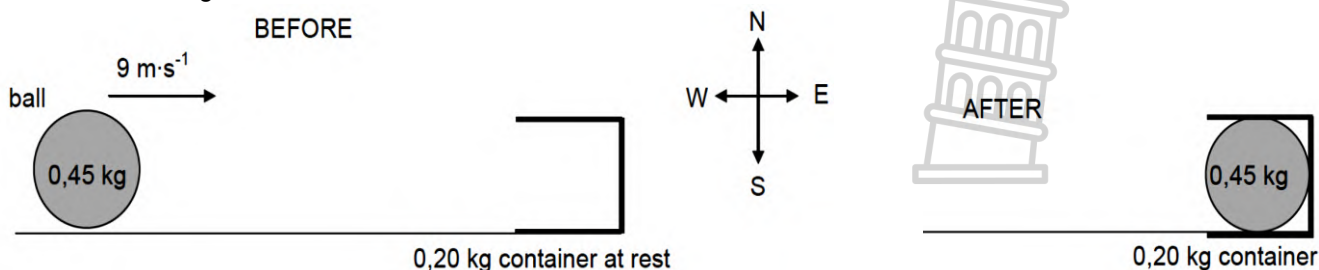 BEFORE
9 m·s⁻¹
ball
0,45 kg
0,20 kg container at rest
N
W
E
S
AFTER
0,45 kg
0,20 kg container